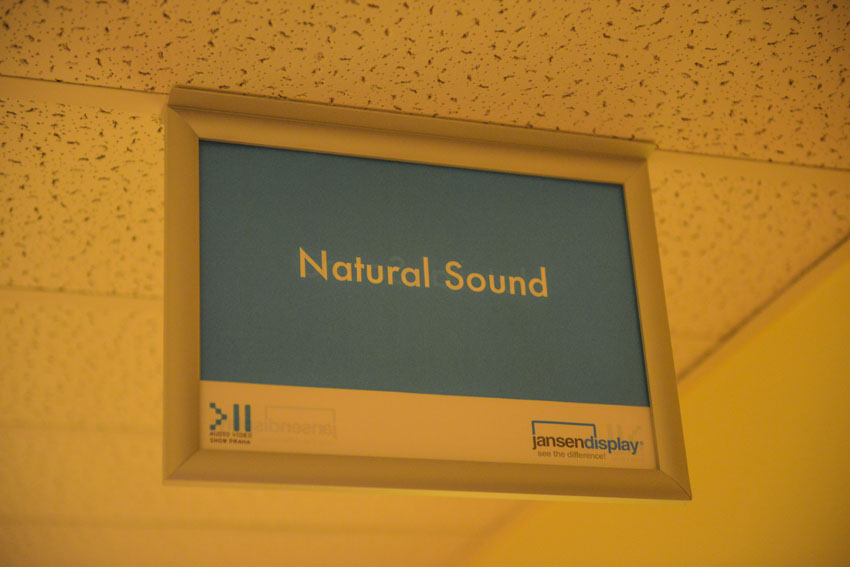 Natural Sound
AUDIO VIDEO
SHOW PRAHA
jansendisplay®
see the difference!